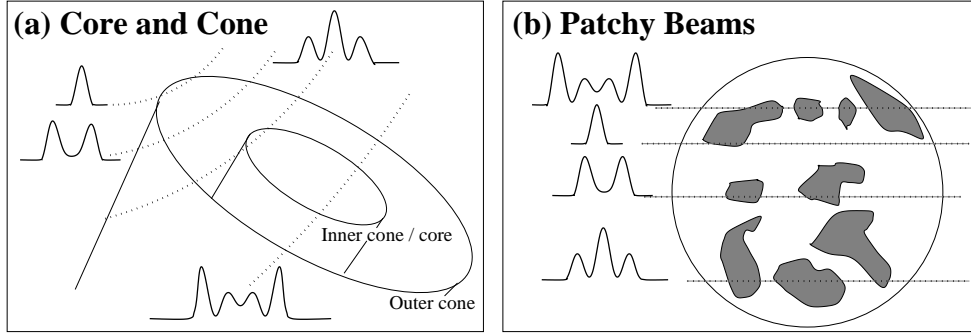 (a) Core and Cone
Inner cone / core
Outer cone
(b) Patchy Beams